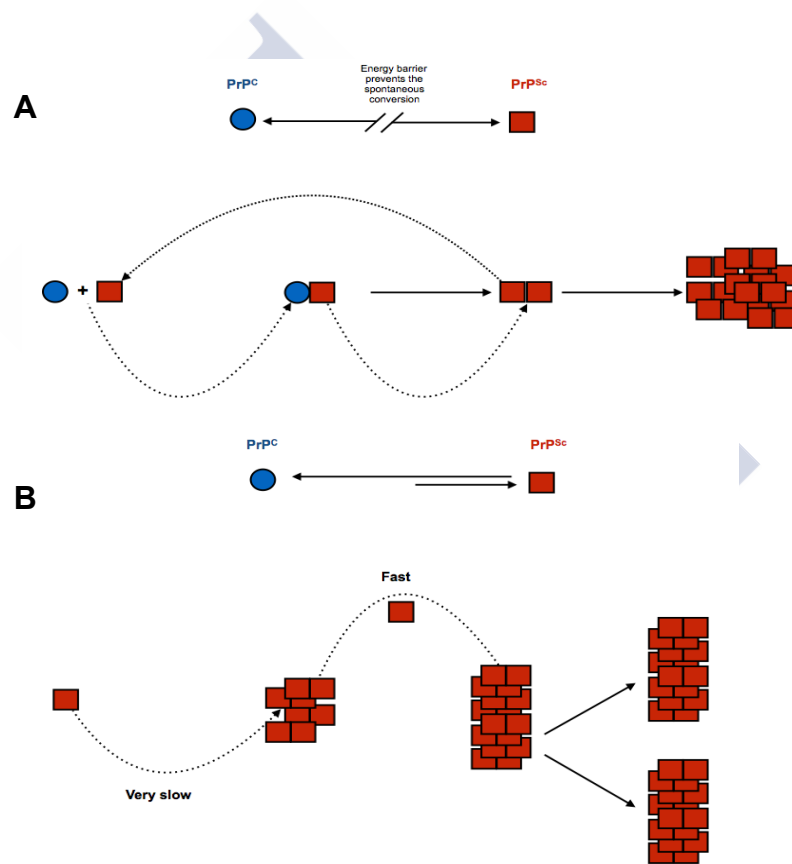 Energy barrier
prevents the
spontaneous
conversion
PrPᶜ
PrPˢᶜ
A
+
PrPᶜ
PrPˢᶜ
B
Fast
Very slow